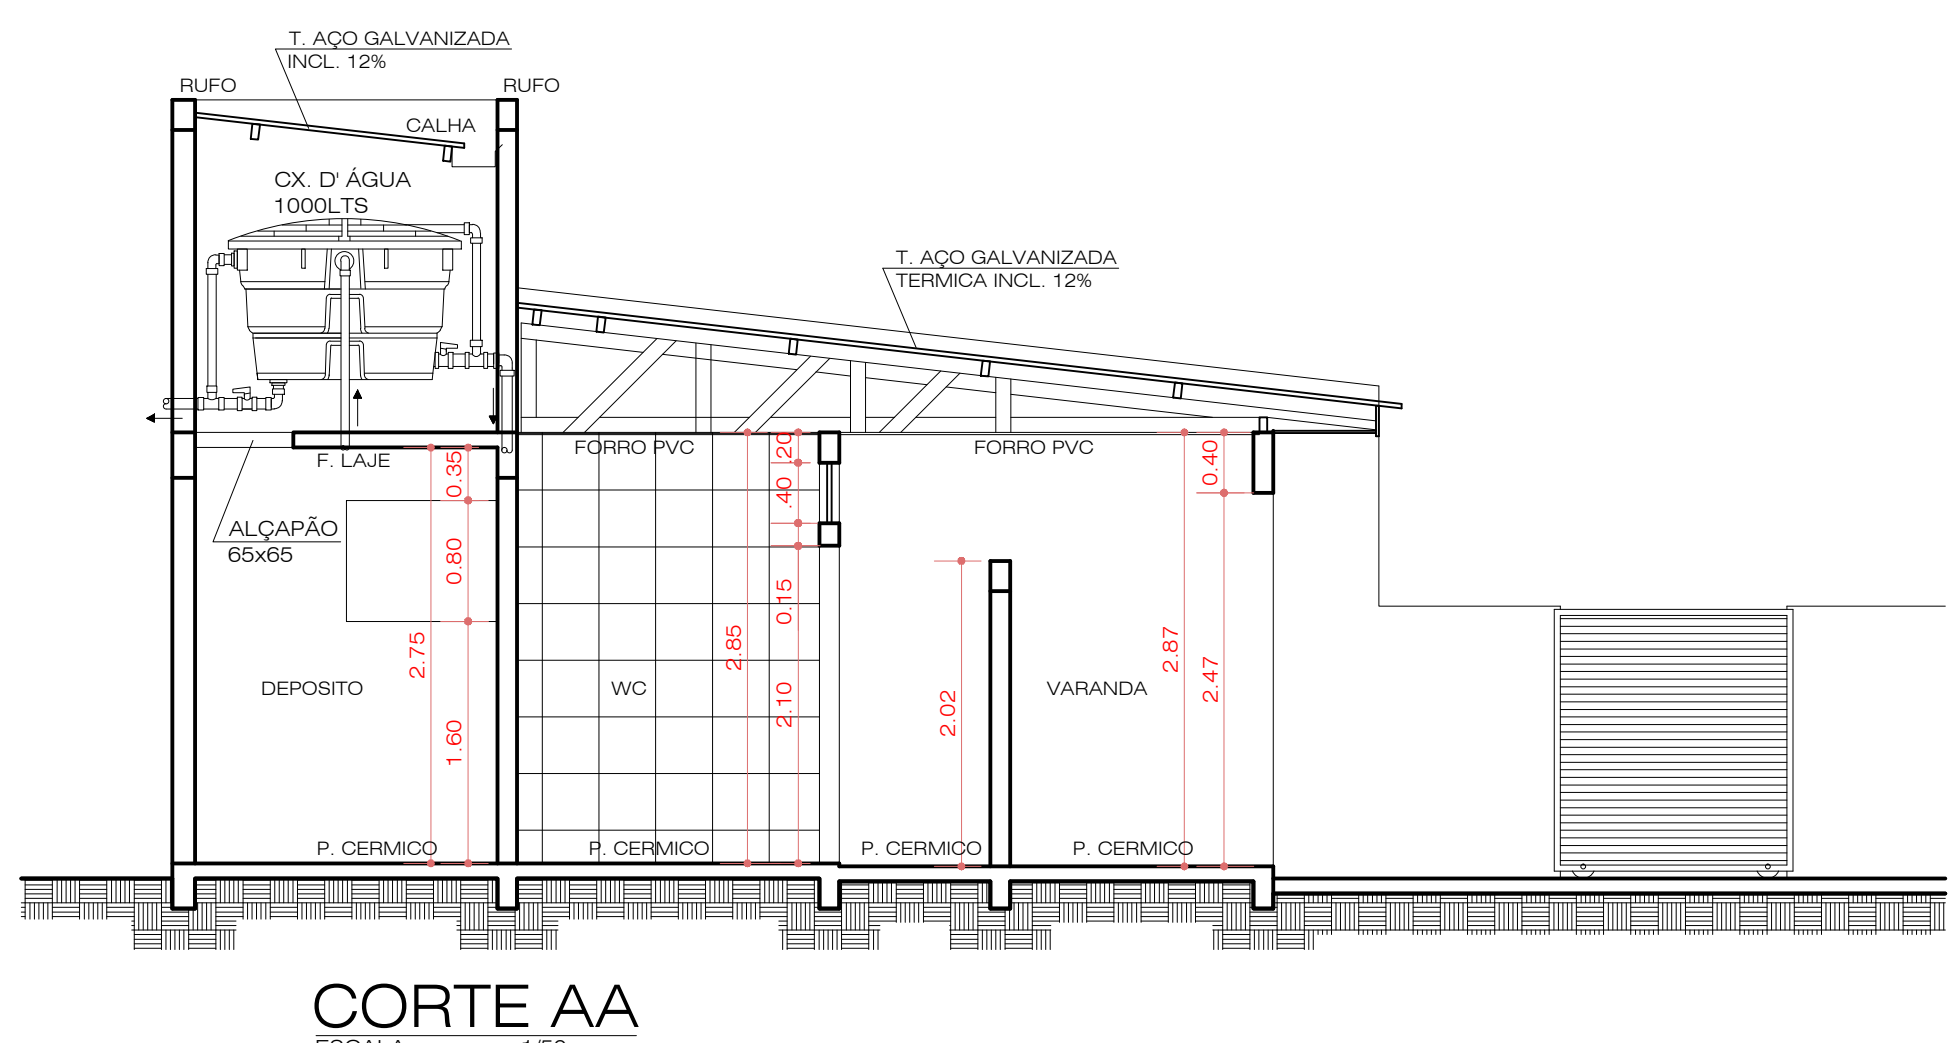 T. AÇO GALVANIZADA
INCL. 12%
RUFO
RUFO
CALHA
CX. D' ÁGUA
1000LTS
T. AÇO GALVANIZADA
TERMICA INCL. 12%
FORRO PVC
FORRO PVC
F. LAJE
ALÇAPÃO
65x65
0.35
0.80
2.75
1.60
.20
.40
0.15
2.85
2.10
2.02
2.87
0.40
2.47
DEPOSITO
WC
VARANDA
P. CERMICO
P. CERMICO
P. CERMICO
P. CERMICO
CORTE AA